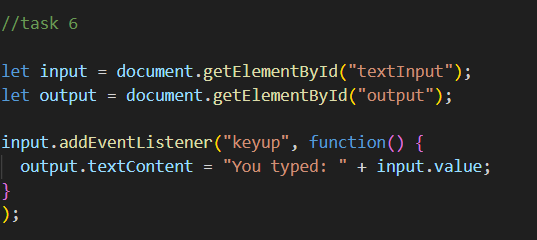 //task 6
let input = document.getElementById("textInput");
let output = document.getElementById("output");
input.addEventListener("keyup", function() {
  output.textContent = "You typed: " + input.value;
}
);